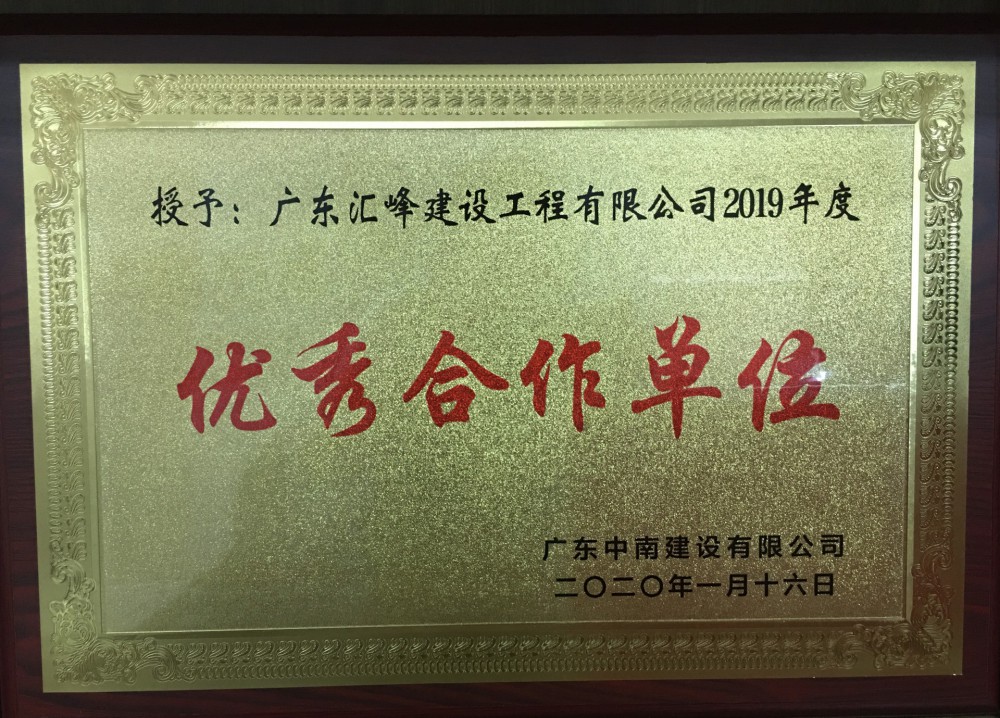 授予：广东汇峰建设工程有限公司2019年度
优秀合作单位
广东中南建设有限公司
二〇二〇年一月十六日